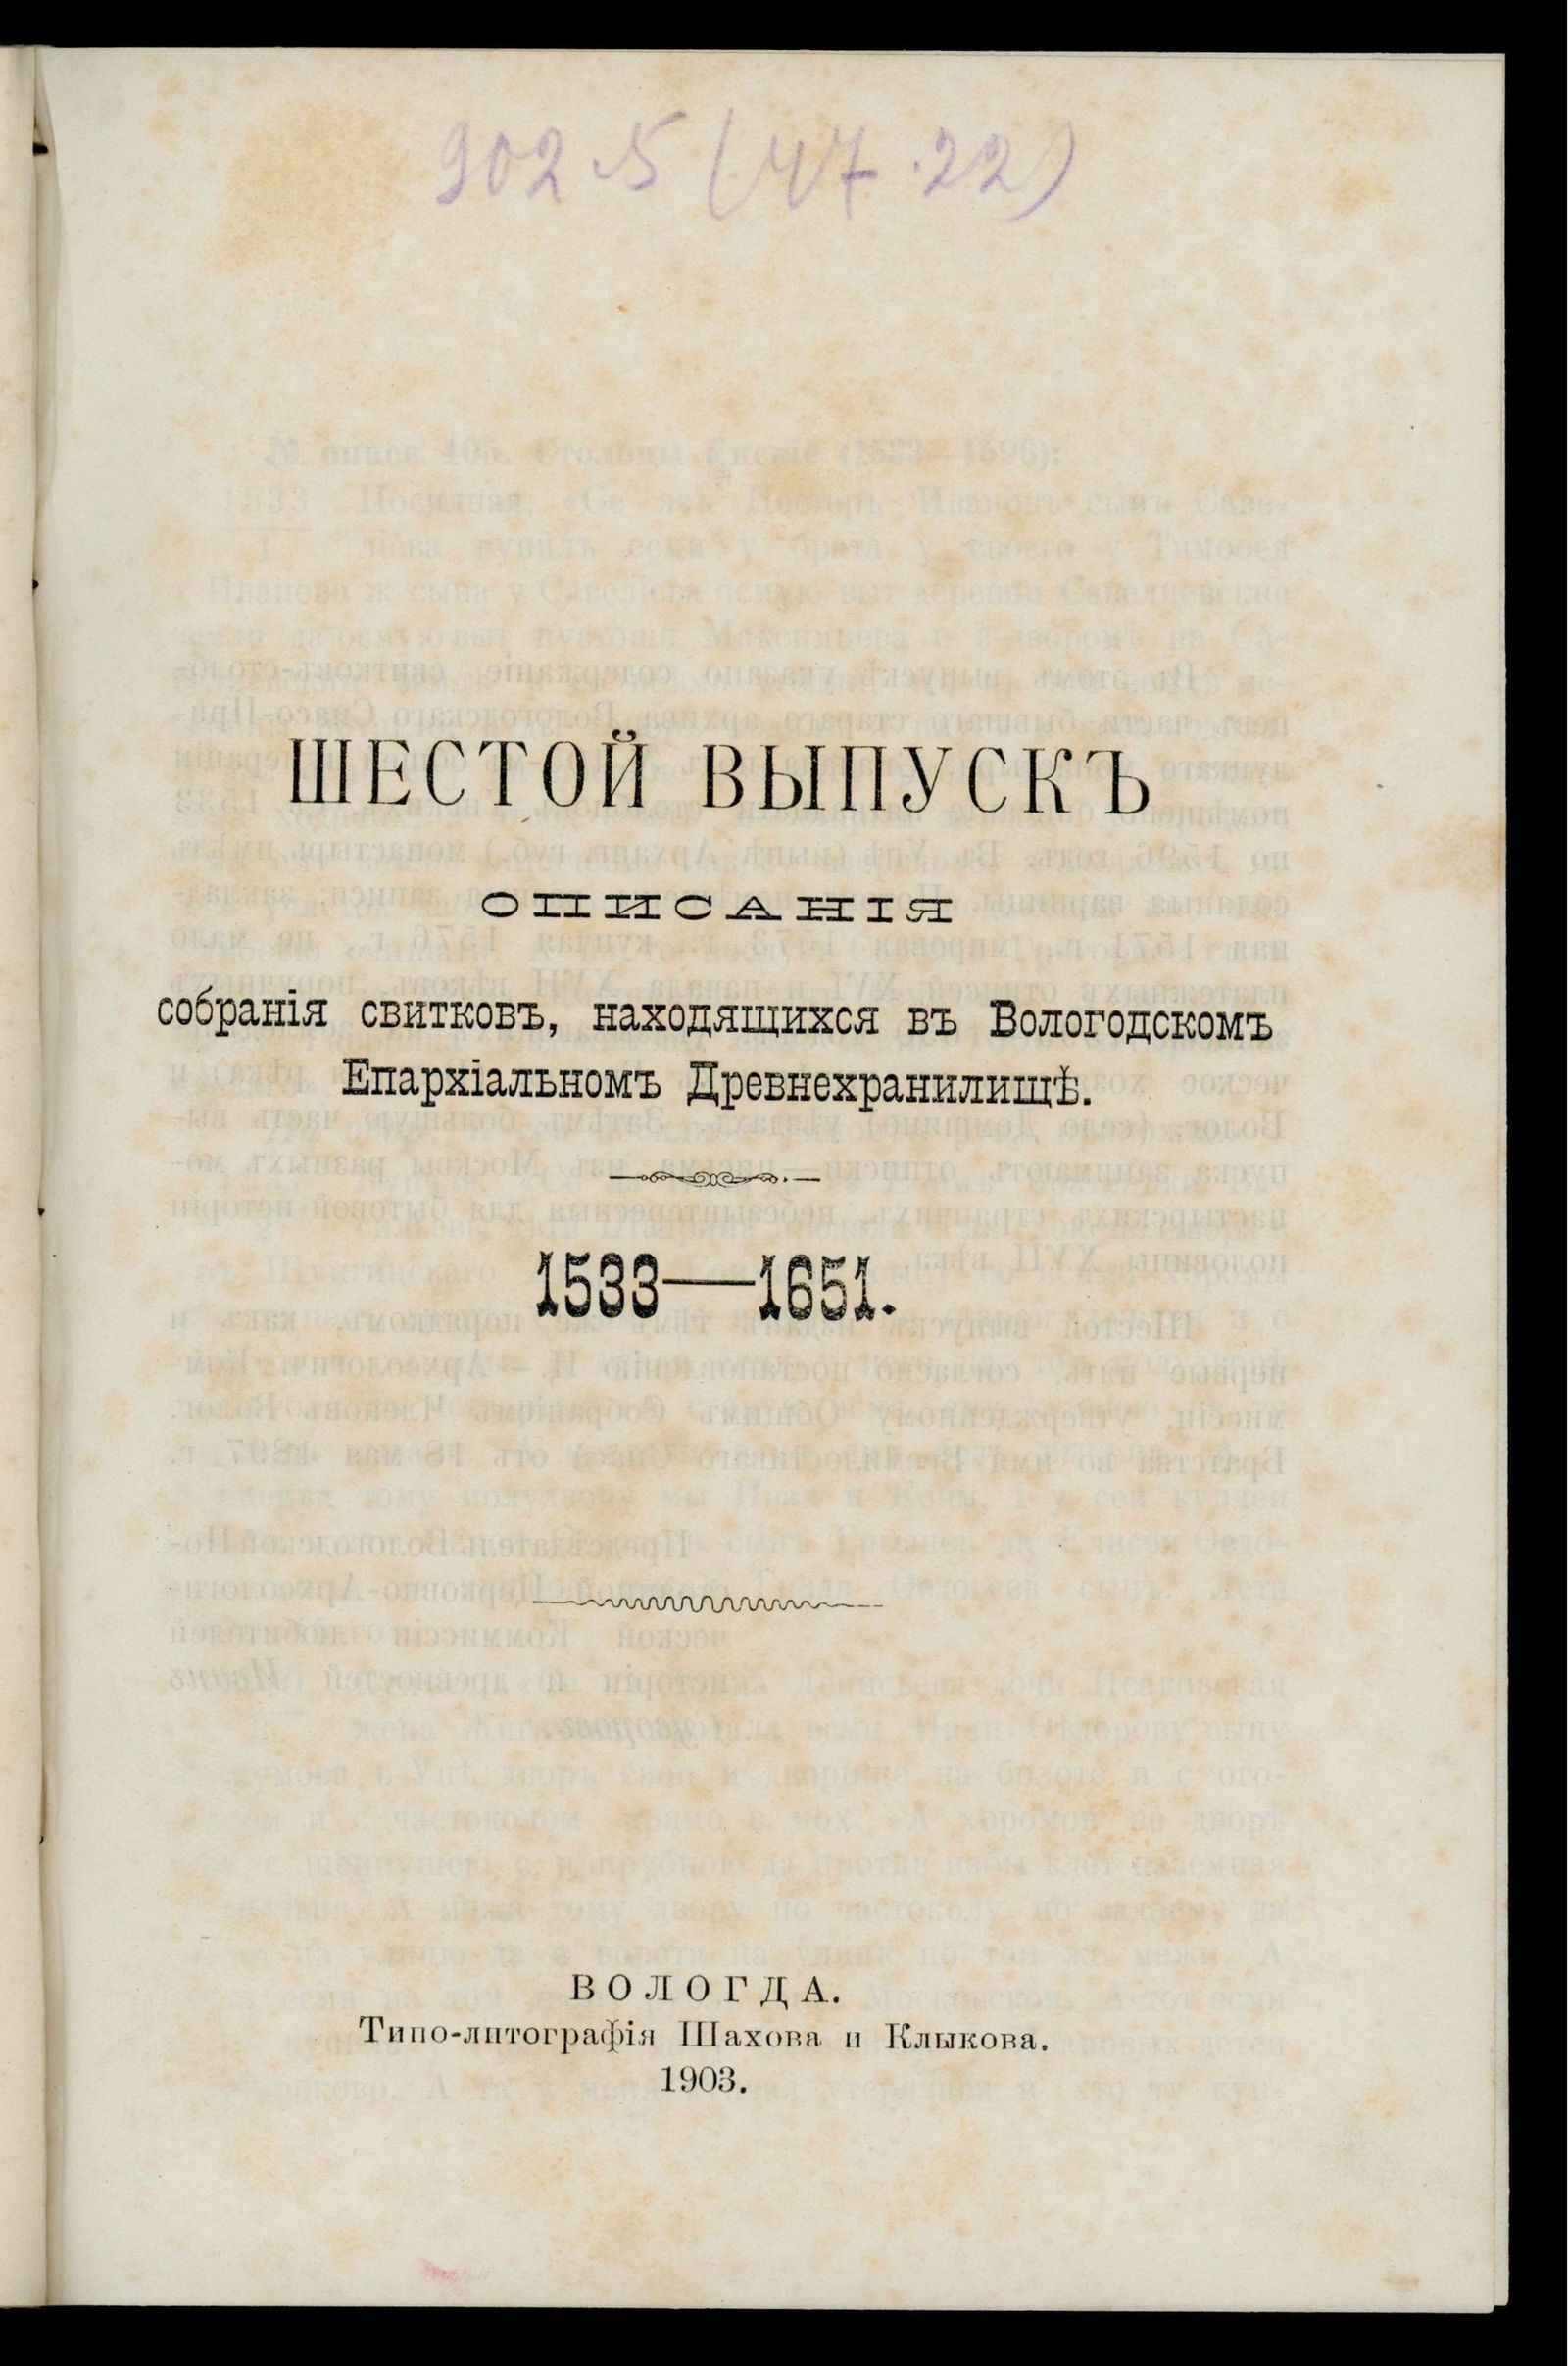 902.5 (47.22)
ШЕСТОЙ ВЫПУСКЪ
ОПИСАНІЯ
собранія свитковъ, находящихся въ Вологодскомъ
Епархіальномъ Древнехранилищѣ.
1533—1651.
ВОЛОГДА.
Типо-литографія Шахова и Клыкова.
1903.